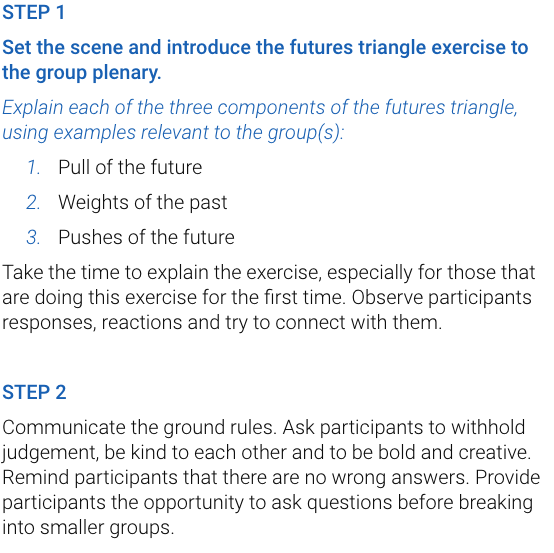 STEP 1
Set the scene and introduce the futures triangle exercise to
the group plenary.
Explain each of the three components of the futures triangle,
using examples relevant to the group(s):
1. Pull of the future
2. Weights of the past
3. Pushes of the future
Take the time to explain the exercise, especially for those that
are doing this exercise for the first time. Observe participants
responses, reactions and try to connect with them.
STEP 2
Communicate the ground rules. Ask participants to withhold
judgement, be kind to each other and to be bold and creative.
Remind participants that there are no wrong answers. Provide
participants the opportunity to ask questions before breaking
into smaller groups.